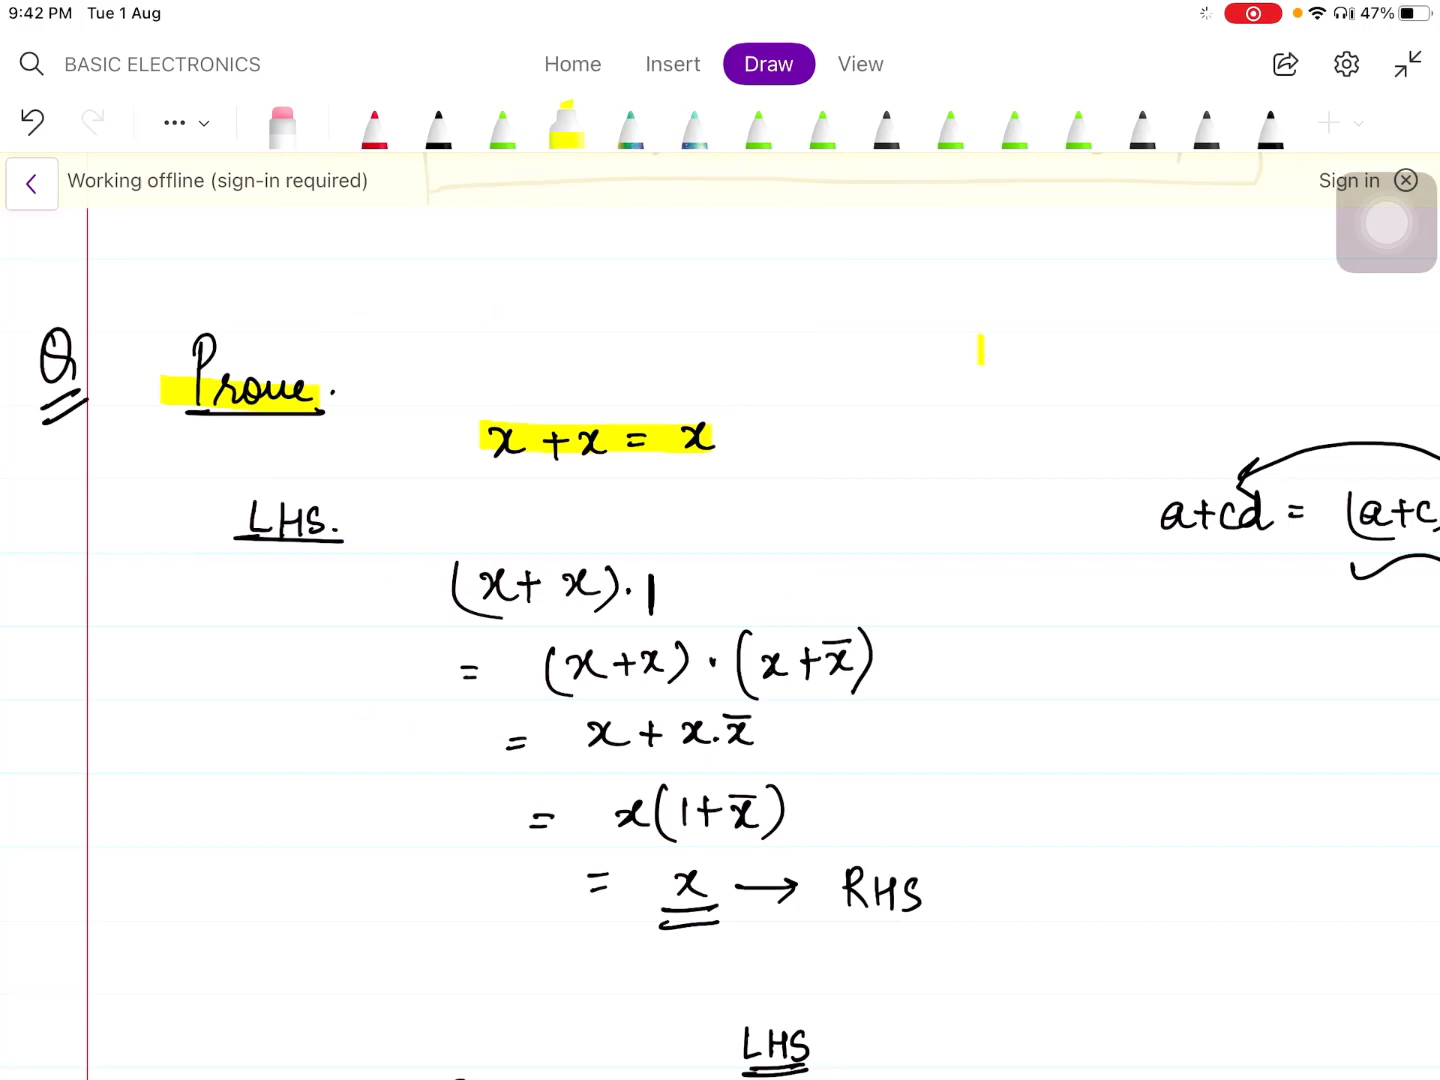 9:42 PM Tue 1 Aug
47%
BASIC ELECTRONICS
Home Insert Draw View
Working offline (sign-in required)
Sign in
Q Prove.
x + x = x
LHS.
a+cd = (a+c
(x + x)·1
= (x+x)·(x+x̅)
= x + x.x̅
= x(1+x̅)
= x → RHS
LHS